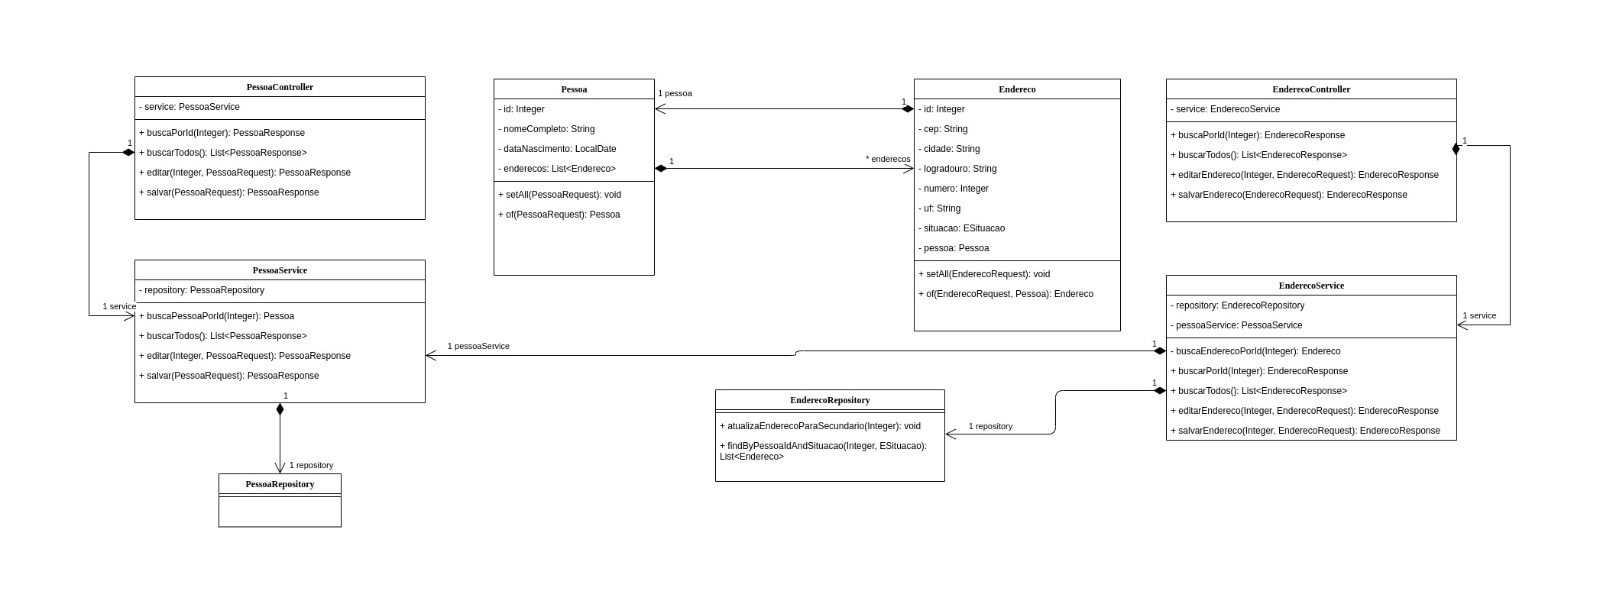 PessoaController
- service: PessoaService
+ buscaPorId(Integer): PessoaResponse
+ buscarTodos(): List<PessoaResponse>
+ editar(Integer, PessoaRequest): PessoaResponse
+ salvar(PessoaRequest): PessoaResponse
1
1 service
PessoaService
- repository: PessoaRepository
+ buscaPessoaPorId(Integer): Pessoa
+ buscarTodos(): List<PessoaResponse>
+ editar(Integer, PessoaRequest): PessoaResponse
+ salvar(PessoaRequest): PessoaResponse
1
1 repository
PessoaRepository
Pessoa
- id: Integer
- nomeCompleto: String
- dataNascimento: LocalDate
- enderecos: List<Endereco>
+ setAll(PessoaRequest): void
+ of(PessoaRequest): Pessoa
1 pessoa
1
1
* enderecos
Endereco
- id: Integer
- cep: String
- cidade: String
- logradouro: String
- numero: Integer
- uf: String
- situacao: ESituacao
- pessoa: Pessoa
+ setAll(EnderecoRequest): void
+ of(EnderecoRequest, Pessoa): Endereco
EnderecoController
- service: EnderecoService
+ buscaPorId(Integer): EnderecoResponse
+ buscarTodos(): List<EnderecoResponse>
+ editarEndereco(Integer, EnderecoRequest): EnderecoResponse
+ salvarEndereco(EnderecoRequest): EnderecoResponse
1
1 service
EnderecoService
- repository: EnderecoRepository
- pessoaService: PessoaService
- buscaEnderecoPorId(Integer): Endereco
+ buscarPorId(Integer): EnderecoResponse
+ buscarTodos(): List<EnderecoResponse>
+ editarEndereco(Integer, EnderecoRequest): EnderecoResponse
+ salvarEndereco(Integer, EnderecoRequest): EnderecoResponse
1
1 pessoaService
1
1 repository
EnderecoRepository
+ atualizaEnderecoParaSecundario(Integer): void
+ findByPessoaIdAndSituacao(Integer, ESituacao):
List<Endereco>